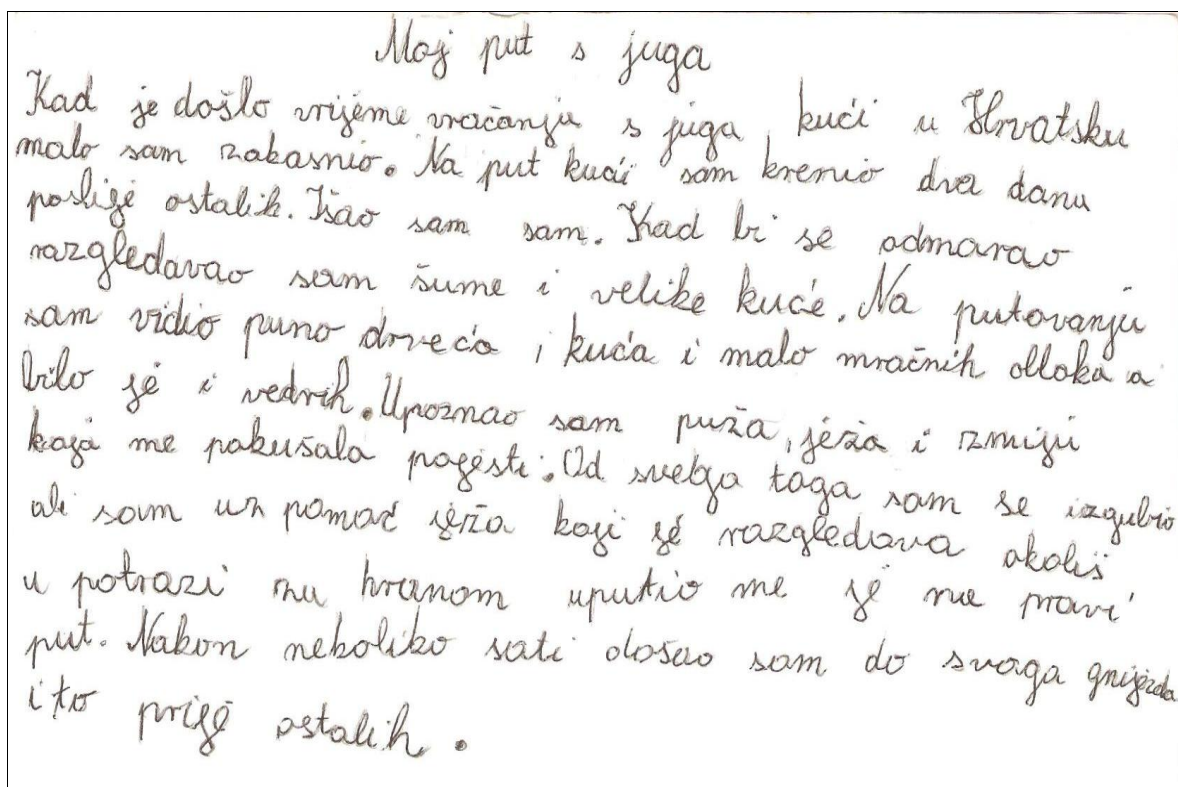 Moj put s juga
Kad je došlo vrijeme vraćanja s juga, kući u Hrvatsku
malo sam zakasnio. Na put kući sam krenio dva dana
poslije ostalih. Išao sam sam. Kad bi se odmarao
razgledavao sam šume i velike kuće. Na putovanju
sam vidio puno drveća i kuća i malo mračnih obloka a
bilo je i vedrih. Upoznao sam puža, ježa i zmiju
koja me pokušala pojesti. Od svega toga sam se izgubio
ali sam uz pomoć ježa koji je razgledava okoliš
u potrazi za hranom uputio me je na pravi
put. Nakon nekoliko sati došao sam do svoga gnijezda
i to prije ostalih.